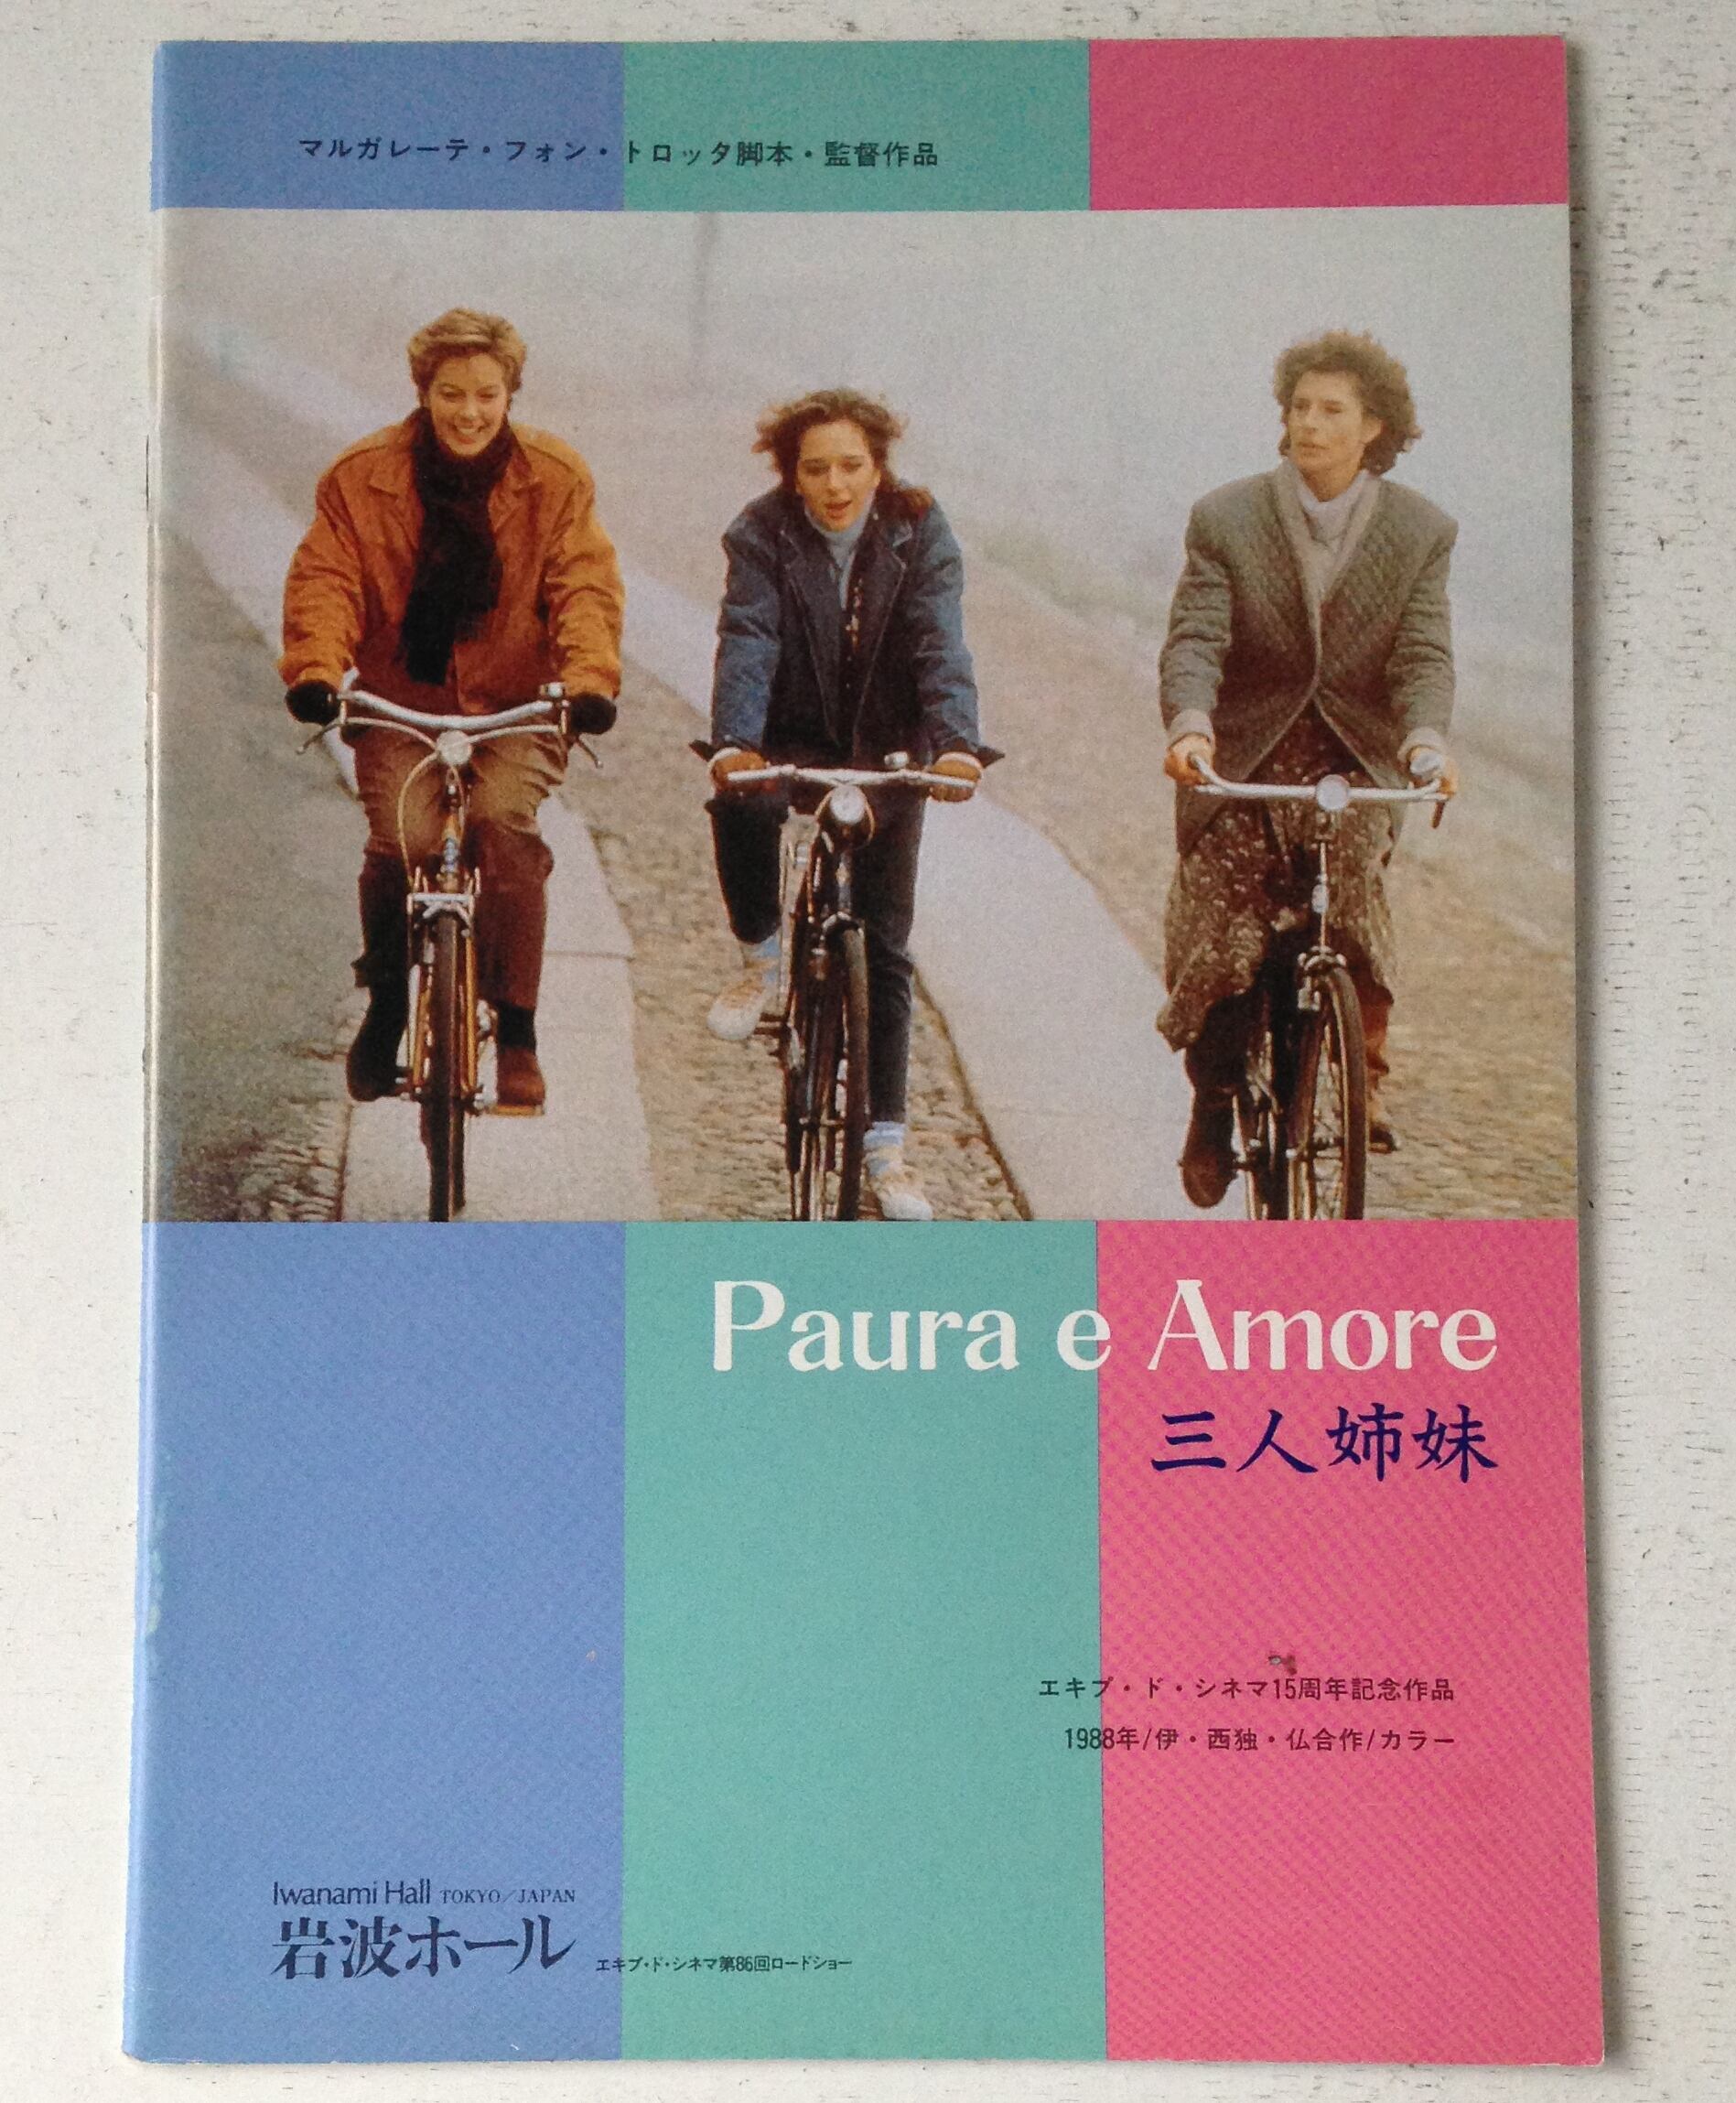 マルガレーテ・フォン・トロッタ脚本・監督作品
Paura e Amore
三人姉妹
エキプ・ド・シネマ15周年記念作品
1988年/伊・西独・仏合作/カラー
Iwanami Hall TOKYO/JAPAN
岩波ホール エキプ・ド・シネマ第86回ロードショー